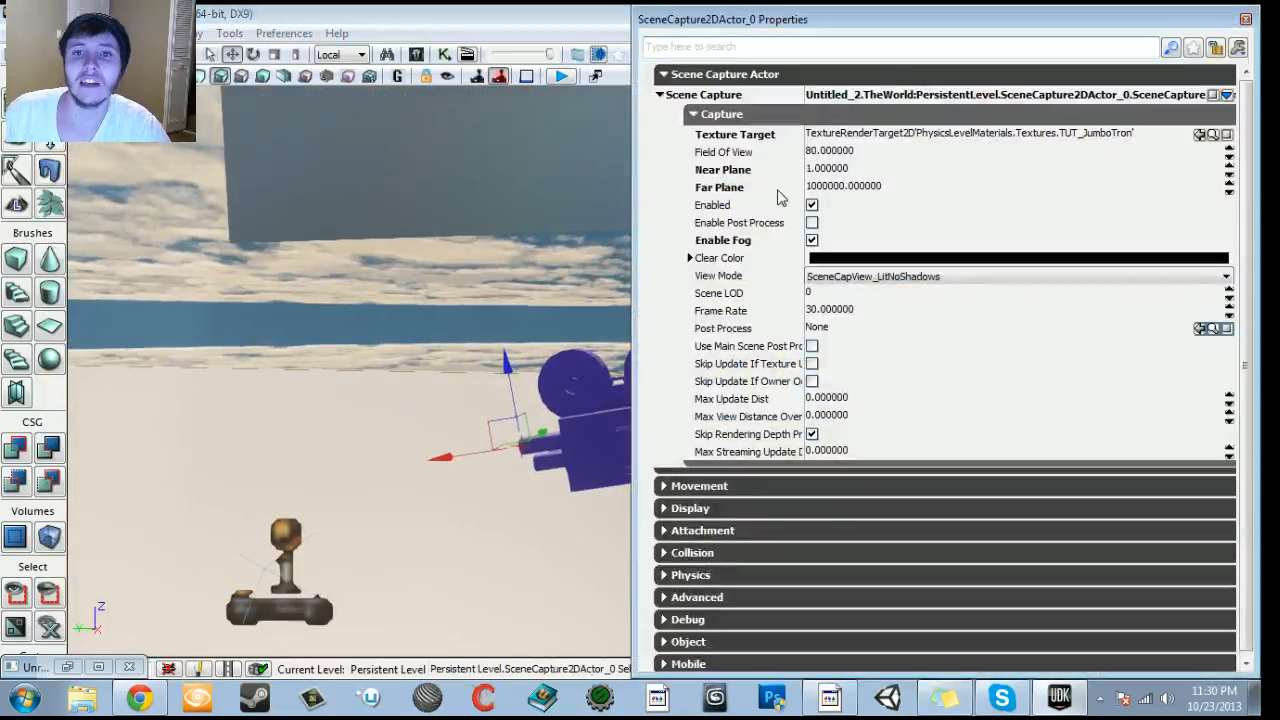 64-bit, DX9)
Tools Preferences Help
Local
G
Brushes
CSG
Volumes
Select
Z
Y X
Unr...
Current Level: Persistent Level Persistent Level.SceneCapture2DActor_0 Sel
SceneCapture2DActor_0 Properties
Type here to search
Scene Capture Actor
Scene Capture Untitled_2.TheWorld:PersistentLevel.SceneCapture2DActor_0.SceneCapture
Capture
Texture Target TextureRenderTarget2D'PhysicsLevelMaterials.Textures.TUT_JumboTron'
Field Of View 80.000000
Near Plane 1.000000
Far Plane 1000000.000000
Enabled
Enable Post Process
Enable Fog
Clear Color
View Mode SceneCapView_LitNoShadows
Scene LOD 0
Frame Rate 30.000000
Post Process None
Use Main Scene Post Pro
Skip Update If Texture U
Skip Update If Owner O
Max Update Dist 0.000000
Max View Distance Over 0.000000
Skip Rendering Depth Pr
Max Streaming Update D 0.000000
Movement
Display
Attachment
Collision
Physics
Advanced
Debug
Object
Mobile
Ps
UDK
11:30 PM
10/23/2013